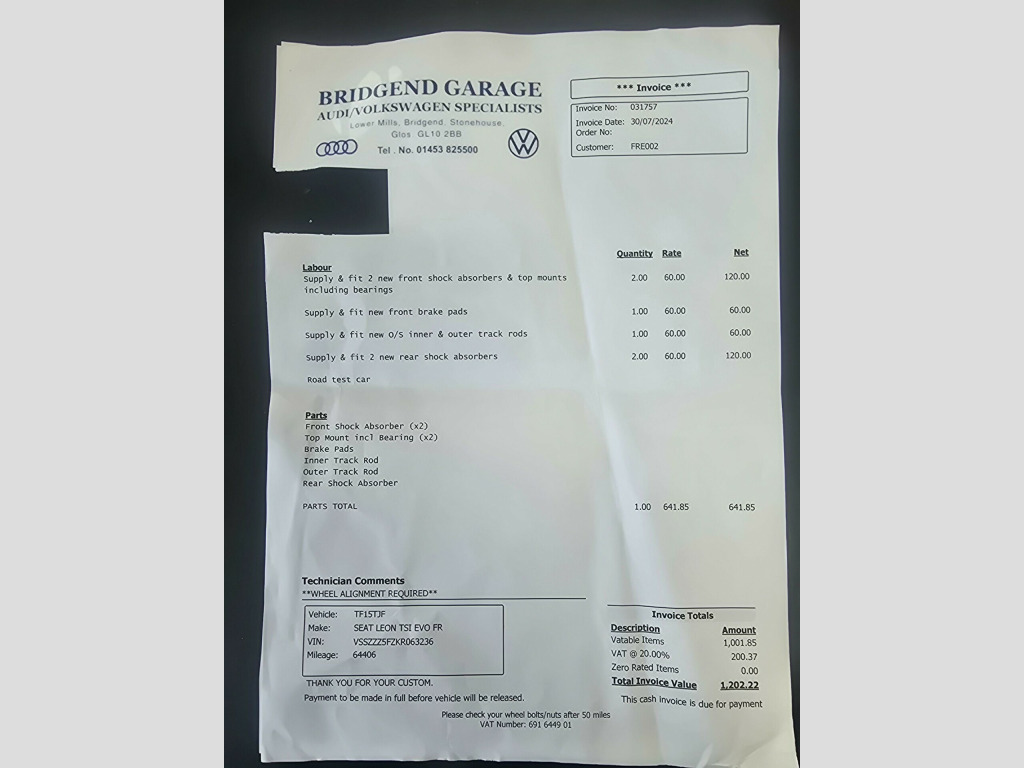 BRIDGEND GARAGE
AUDI/VOLKSWAGEN SPECIALISTS
Lower Mills, Bridgend, Stonehouse,
Glos. GL10 2BB
Tel . No. 01453 825500
*** Invoice ***
Invoice No: 031757
Invoice Date: 30/07/2024
Order No:
Customer: FRE002
Quantity Rate Net
Labour
Supply & fit 2 new front shock absorbers & top mounts 2.00 60.00 120.00
including bearings
Supply & fit new front brake pads 1.00 60.00 60.00
Supply & fit new O/S inner & outer track rods 1.00 60.00 60.00
Supply & fit 2 new rear shock absorbers 2.00 60.00 120.00
Road test car
Parts
Front Shock Absorber (x2)
Top Mount incl Bearing (x2)
Brake Pads
Inner Track Rod
Outer Track Rod
Rear Shock Absorber
PARTS TOTAL 1.00 641.85 641.85
Technician Comments
**WHEEL ALIGNMENT REQUIRED**
Vehicle: TF15TJF
Make: SEAT LEON TSI EVO FR
VIN: VSSZZZ5FZKR063236
Mileage: 64406
Invoice Totals
Description Amount
Vatable Items 1,001.85
VAT @ 20.00% 200.37
Zero Rated Items 0.00
Total Invoice Value 1,202.22
THANK YOU FOR YOUR CUSTOM.
Payment to be made in full before vehicle will be released.
This cash invoice is due for payment
Please check your wheel bolts/nuts after 50 miles
VAT Number: 691 6449 01